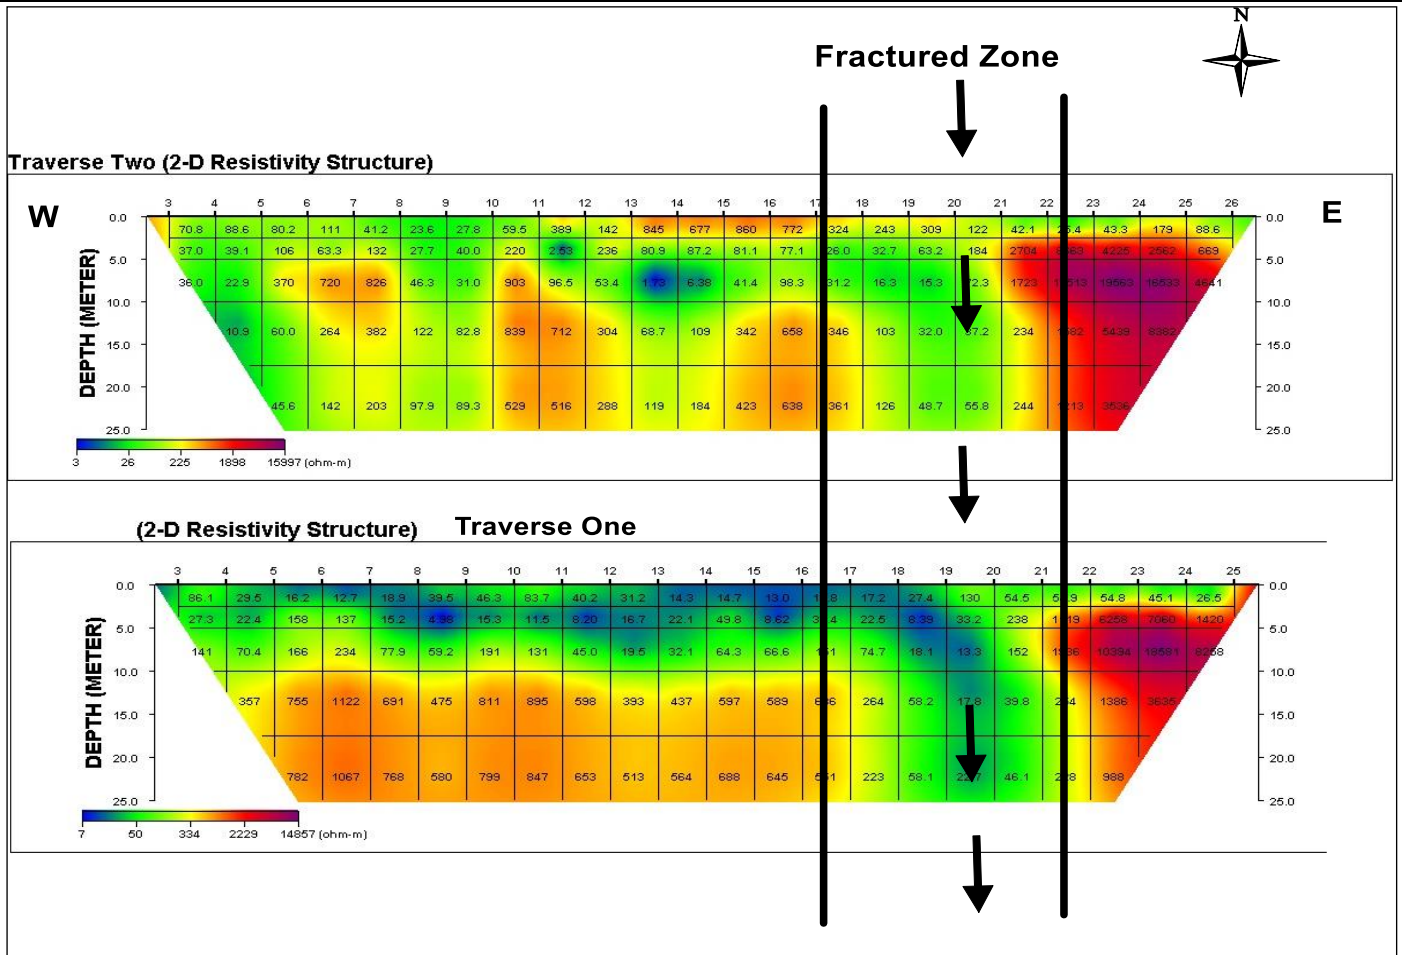 N
Fractured Zone
Traverse Two (2-D Resistivity Structure)
W
E
3 4 5 6 7 8 9 10 11 12 13 14 15 16 17 18 19 20 21 22 23 24 25 26
0.0 70.8 88.6 80.2 111 41.2 23.6 27.8 59.5 389 142 845 677 860 772 324 243 309 122 42.1 43.3 179 88.6 0.0
37.0 39.1 106 63.3 132 27.7 40.0 220 2.53 236 80.9 87.2 81.1 77.1 26.0 32.7 63.2 184 2704 4225 2562 669
5.0 5.0
36.0 22.9 370 720 826 46.3 31.0 903 96.5 53.4 1.73 6.38 41.4 98.3 31.2 16.3 15.3 72.3 1723 19563 16533 4641
10.0 10.0
10.9 60.0 264 382 122 82.8 839 712 304 68.7 109 342 658 346 103 32.0 37.2 234 5439 8362
15.0 15.0
20.0 20.0
45.6 142 203 97.9 89.3 529 516 288 119 184 423 638 361 126 48.7 55.8 244 3536
25.0 25.0
DEPTH (METER)
3 26 225 1898 15997 (ohm-m)
(2-D Resistivity Structure) Traverse One
3 4 5 6 7 8 9 10 11 12 13 14 15 16 17 18 19 20 21 22 23 24 25
0.0 0.0
86.1 29.5 16.2 12.7 18.9 39.5 46.3 83.7 40.2 31.2 14.3 14.7 13.0 17.2 27.4 130 54.5 54.8 45.1 26.5
27.3 22.4 158 137 15.2 4.98 15.3 11.5 8.20 16.7 22.1 49.8 8.62 22.5 8.39 33.2 238 6258 7060 1420
5.0 5.0
141 70.4 166 234 77.9 59.2 191 131 45.0 19.5 32.1 64.3 66.6 74.7 18.1 13.3 152 10394 18581 8258
10.0 10.0
357 755 1122 691 475 811 895 598 393 437 597 589 264 58.2 17.8 39.8 1386 3635
15.0 15.0
20.0 20.0
782 1067 768 580 799 847 653 513 564 688 645 223 58.1 46.1 988
25.0 25.0
DEPTH (METER)
7 50 334 2229 14857 (ohm-m)